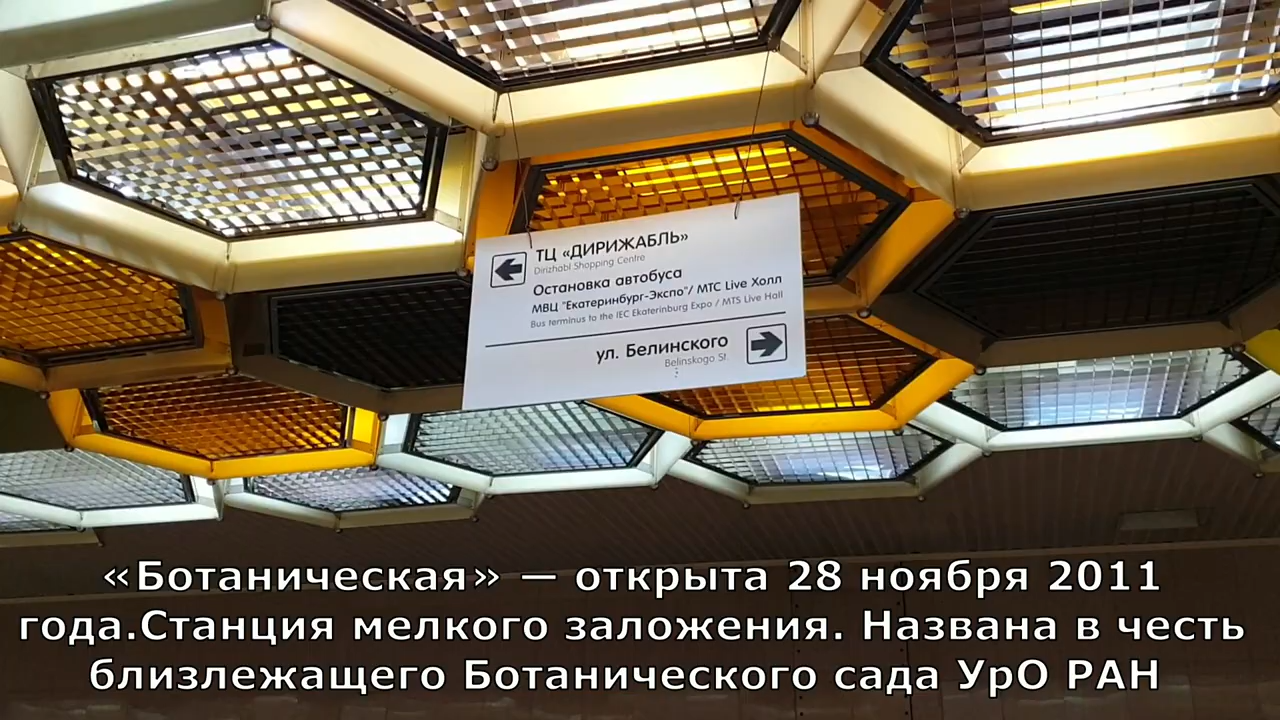 ТЦ «ДИРИЖАБЛЬ»
Dirizhabl Shopping Centre
Остановка автобуса
МВЦ "Екатеринбург-Экспо"/ МТС Live Холл
Bus terminus to the IEC Ekaterinburg Expo / MTS Live Hall
ул. Белинского
Belinskogo St.
«Ботаническая» — открыта 28 ноября 2011
года.Станция мелкого заложения. Названа в честь
близлежащего Ботанического сада УрО РАН